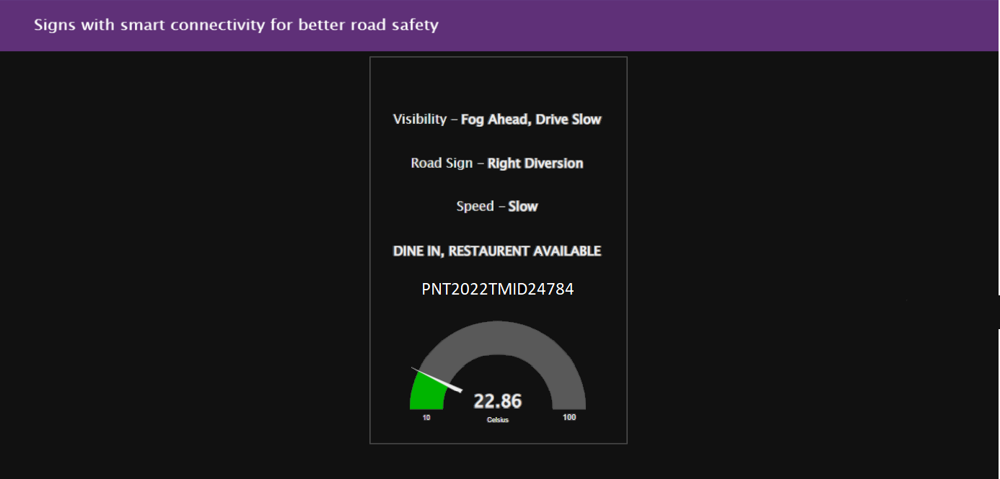 Signs with smart connectivity for better road safety
Visibility – Fog Ahead, Drive Slow
Road Sign – Right Diversion
Speed – Slow
DINE IN, RESTAURENT AVAILABLE
PNT2022TMID24784
22.86
10
Celsius
100